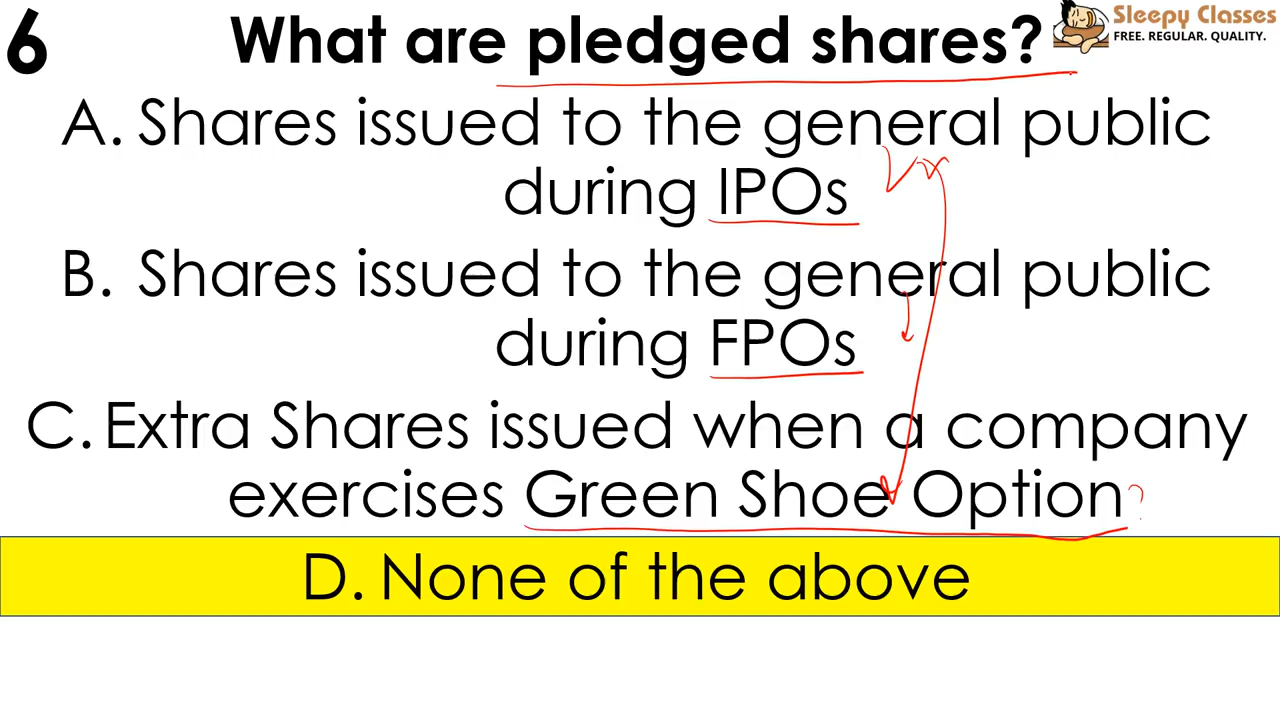 6
What are pledged shares?
Sleepy Classes
FREE. REGULAR. QUALITY.
A. Shares issued to the general public
during IPOs
B. Shares issued to the general public
during FPOs
C. Extra Shares issued when a company
exercises Green Shoe Option?
D. None of the above